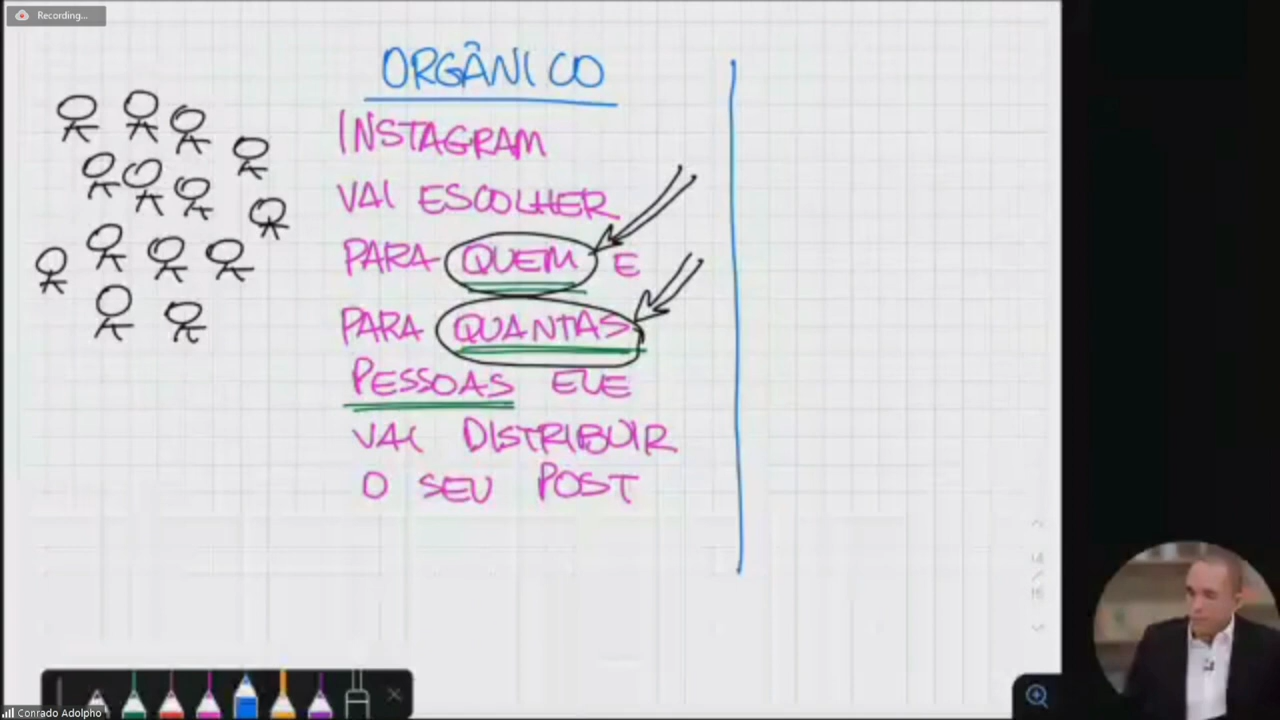 Recording...
ORGÂNICO
INSTAGRAM
VAI ESCOLHER
PARA QUEM E
PARA QUANTAS
PESSOAS ELE
VAI DISTRIBUIR
O SEU POST
Conrado Adolpho